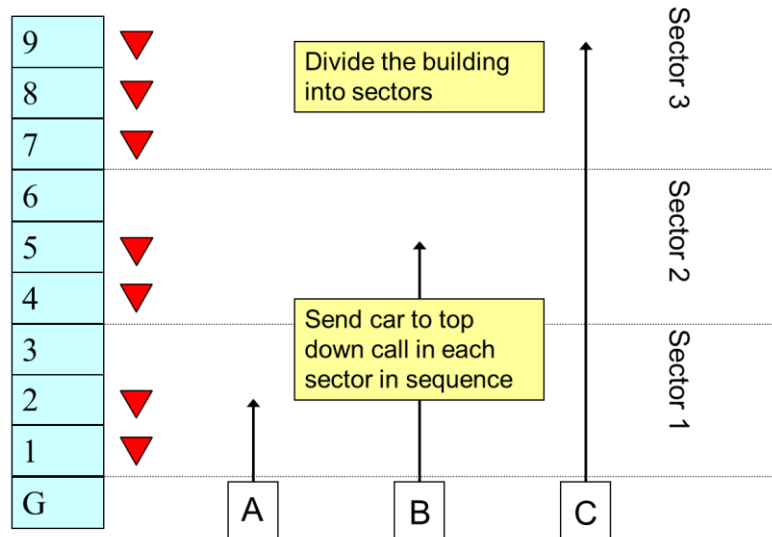 9
8
7
6
5
4
3
2
1
G
Divide the building
into sectors
Send car to top
down call in each
sector in sequence
Sector 3
Sector 2
Sector 1
A
B
C